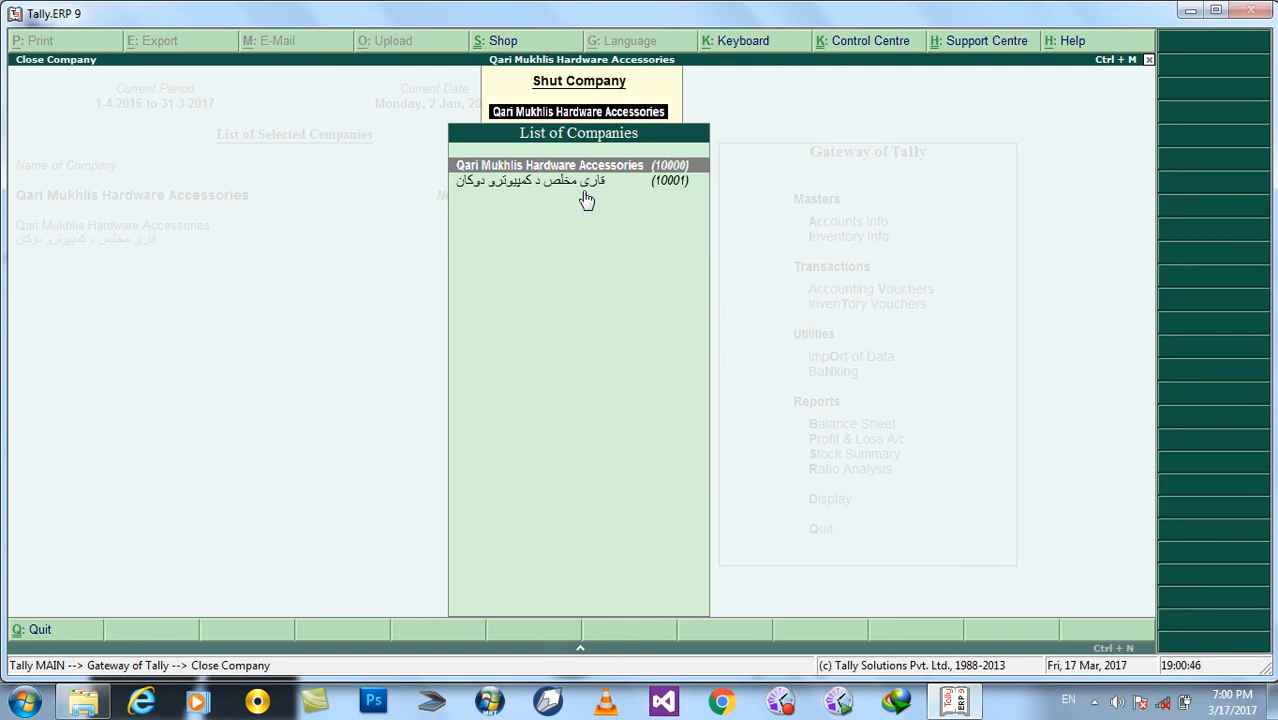 Tally.ERP 9
P: Print
E: Export
M: E-Mail
O: Upload
S: Shop
G: Language
K: Keyboard
K: Control Centre
H: Support Centre
H: Help
Close Company
Qari Mukhlis Hardware Accessories
Ctrl + M
Current Period
1-4-2016 to 31-3-2017
Current Date
Monday, 2 Jan, 20
List of Selected Companies
Name of Company
Qari Mukhlis Hardware Accessories
Qari Mukhlis Hardware Accessories
قاری مخلص د کمپیوترو دوکان
Shut Company
Qari Mukhlis Hardware Accessories
List of Companies
Qari Mukhlis Hardware Accessories (10000)
قاری مخلص د کمپیوترو دوکان (10001)
Gateway of Tally
Masters
Accounts Info.
Inventory Info.
Transactions
Accounting Vouchers
InvenTory Vouchers
Utilities
ImpOrt of Data
BaNking
Reports
Balance Sheet
Profit & Loss A/c
Stock Summary
Ratio Analysis
Display
Quit
Q: Quit
Ctrl + N
Tally MAIN --> Gateway of Tally --> Close Company
(c) Tally Solutions Pvt. Ltd., 1988-2013
Fri, 17 Mar, 2017
19:00:46
EN
7:00 PM
3/17/2017